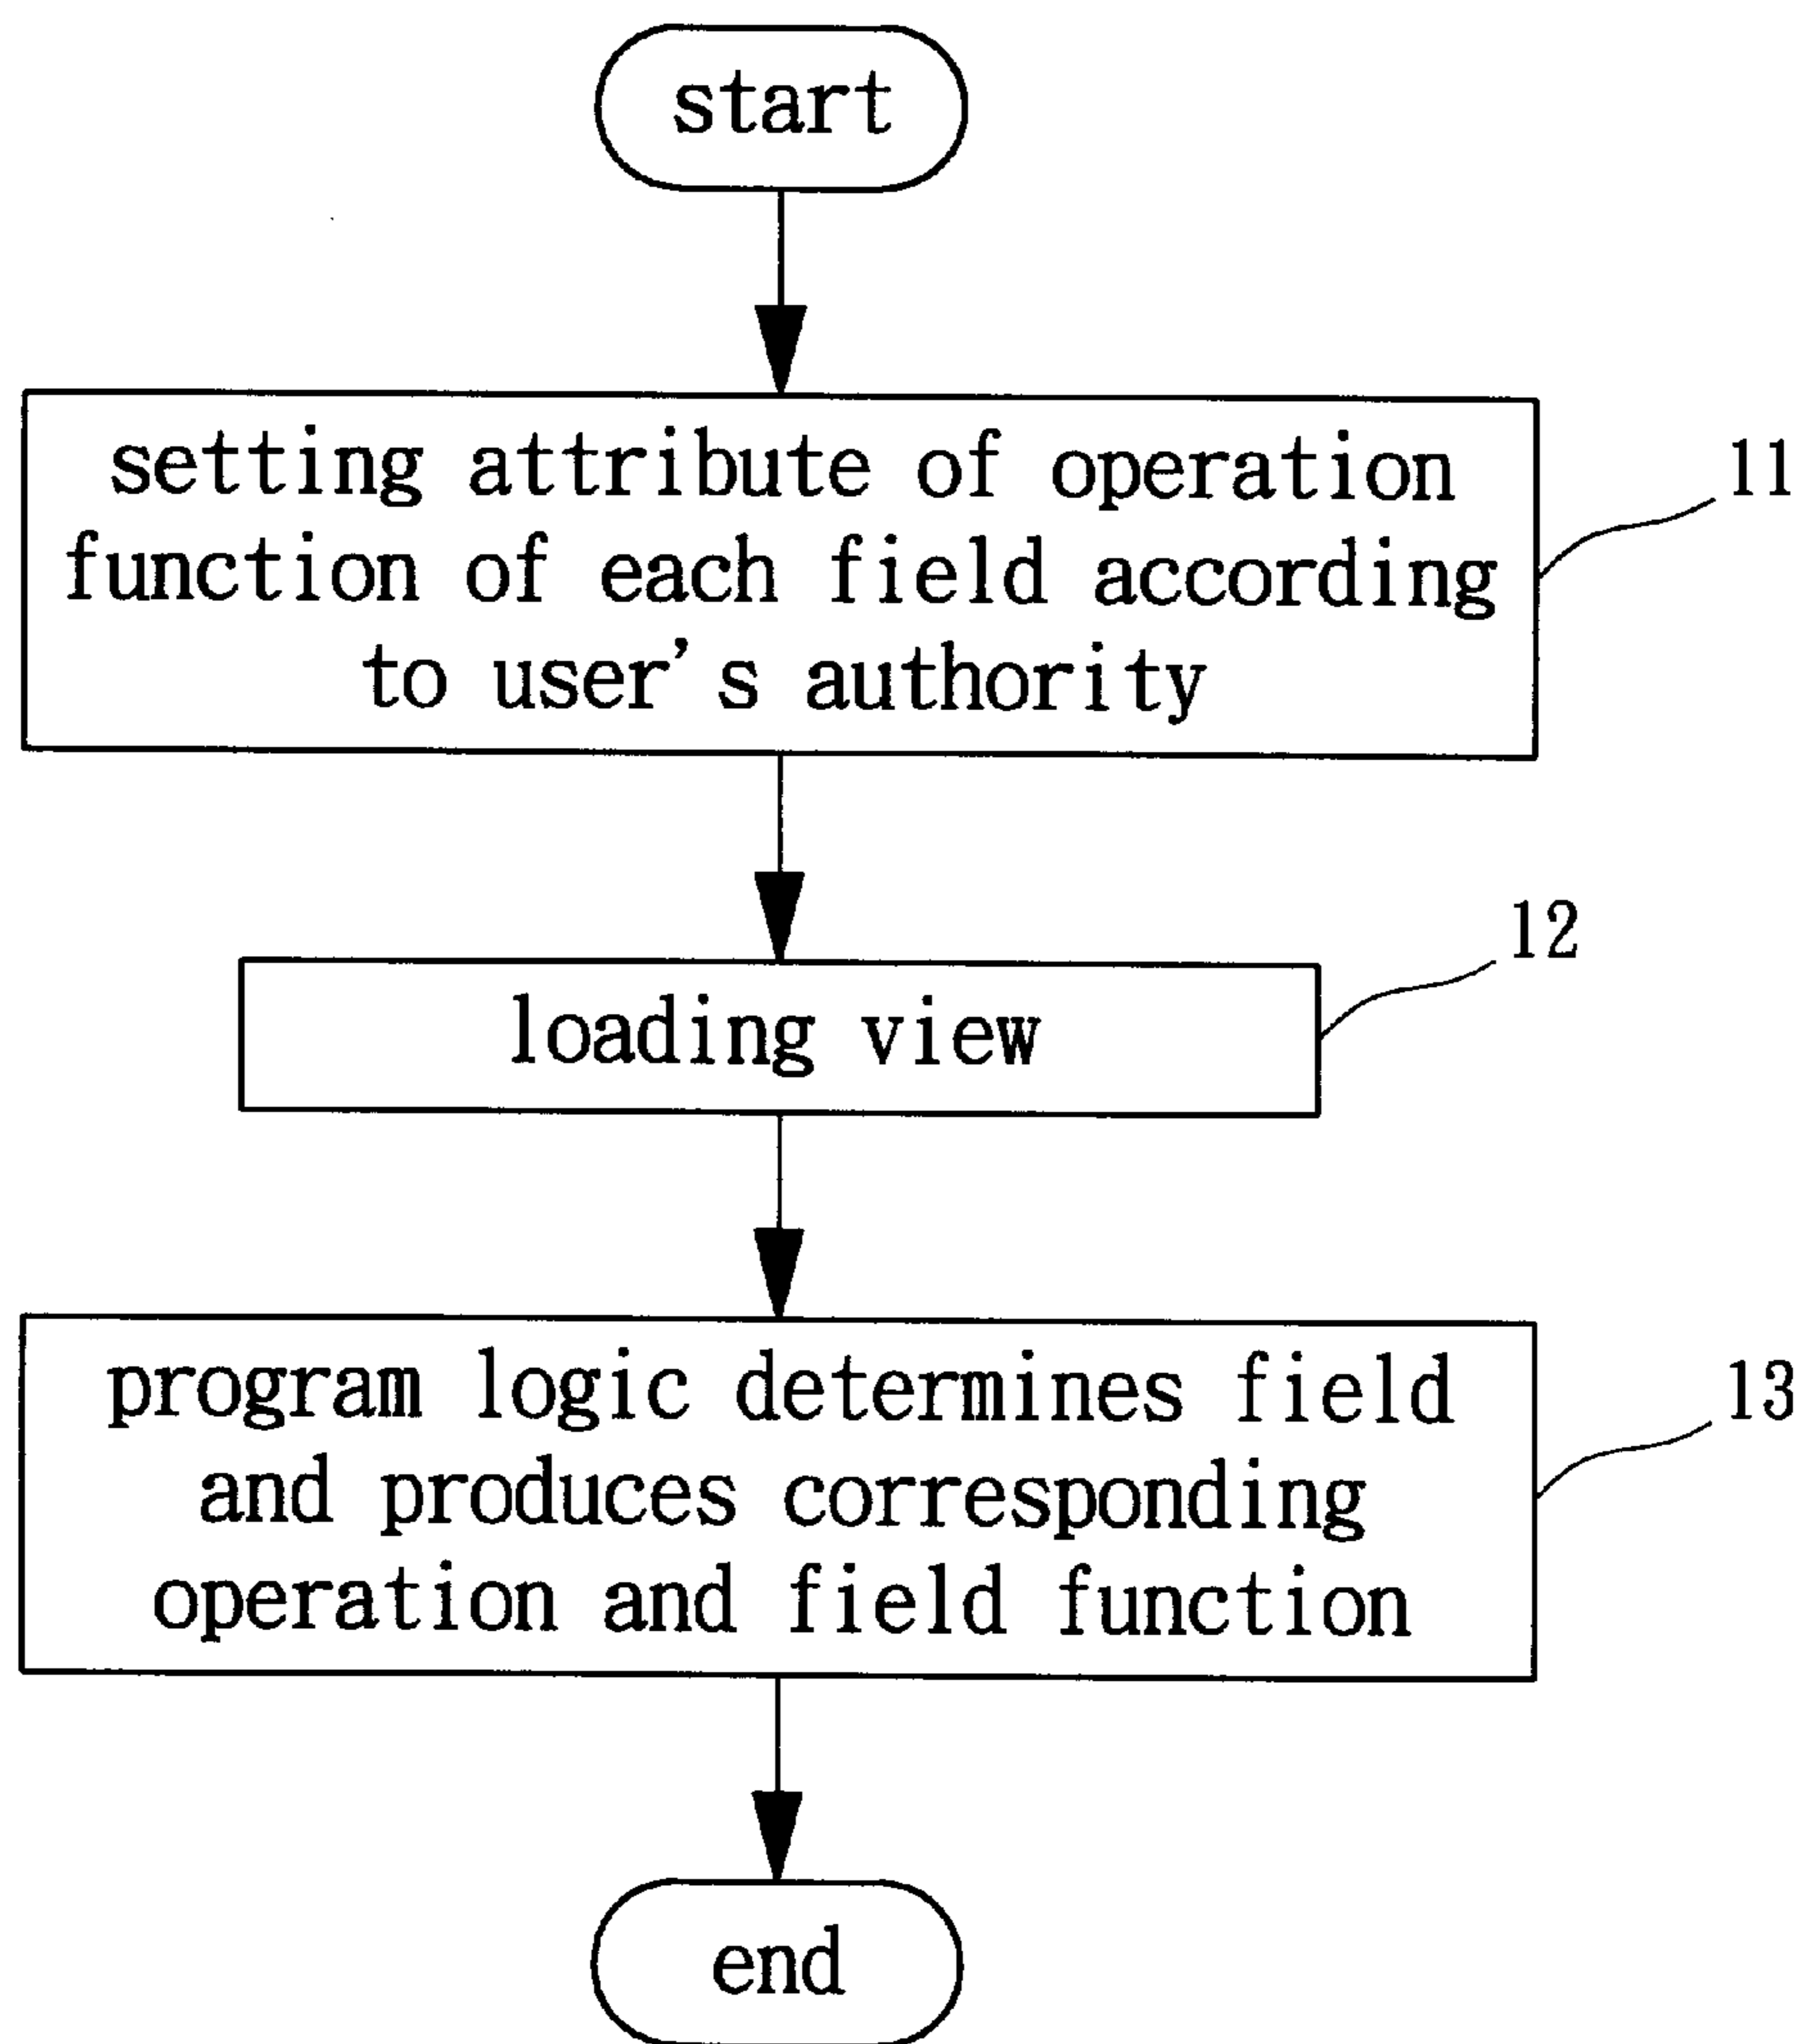 start
setting attribute of operation
function of each field according
to user's authority
11
loading view
12
program logic determines field
and produces corresponding
operation and field function
13
end